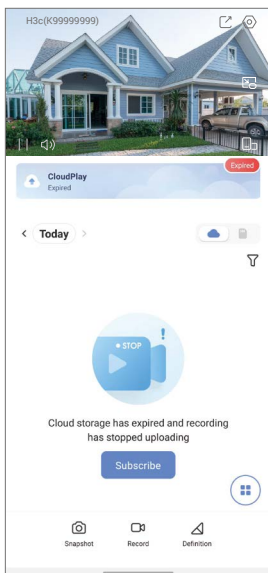 H3c(K99999999)
Expired
CloudPlay
Expired
Today
STOP
!
Cloud storage has expired and recording
has stopped uploading
Subscribe
Snapshot
Record
Definition